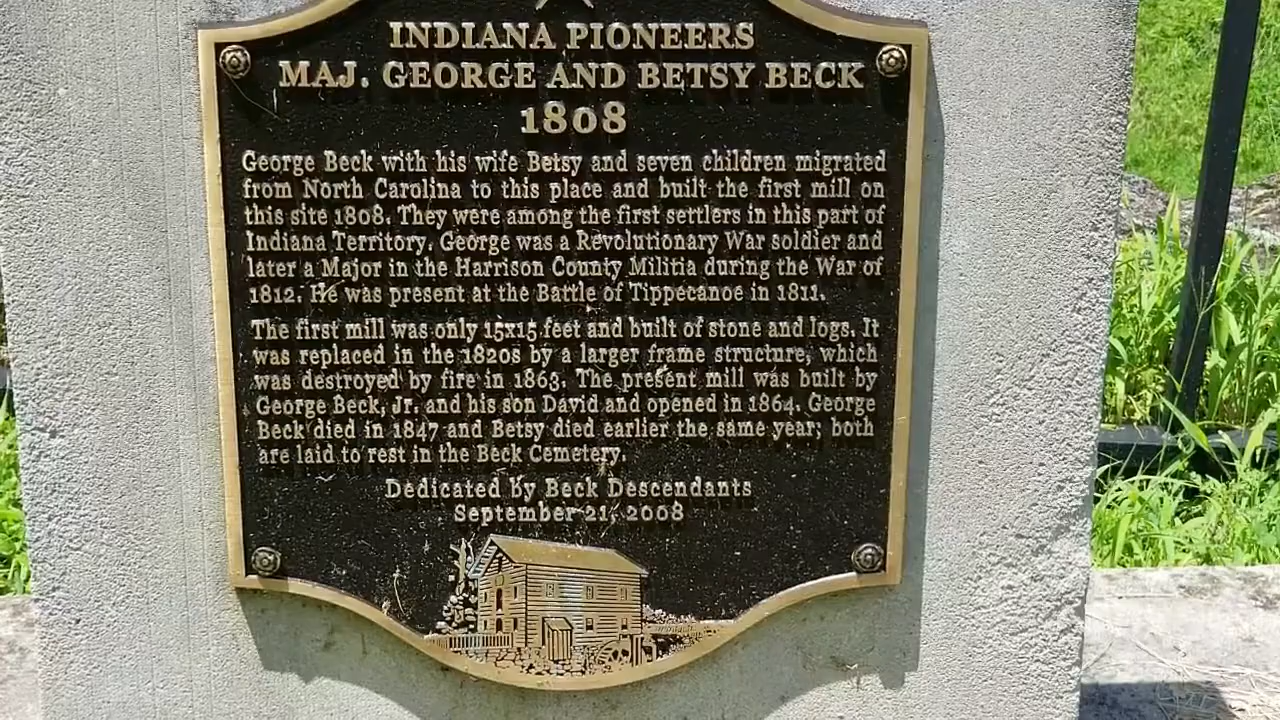 INDIANA PIONEERS
MAJ. GEORGE AND BETSY BECK
1808
George Beck with his wife Betsy and seven children migrated
from North Carolina to this place and built the first mill on
this site 1808. They were among the first settlers in this part of
Indiana Territory. George was a Revolutionary War soldier and
later a Major in the Harrison County Militia during the War of
1812. He was present at the Battle of Tippecanoe in 1811.
The first mill was only 15x15 feet and built of stone and logs. It
was replaced in the 1820s by a larger frame structure, which
was destroyed by fire in 1863. The present mill was built by
George Beck, Jr. and his son David and opened in 1864. George
Beck died in 1847 and Betsy died earlier the same year; both
are laid to rest in the Beck Cemetery.
Dedicated by Beck Descendants
September 21, 2008